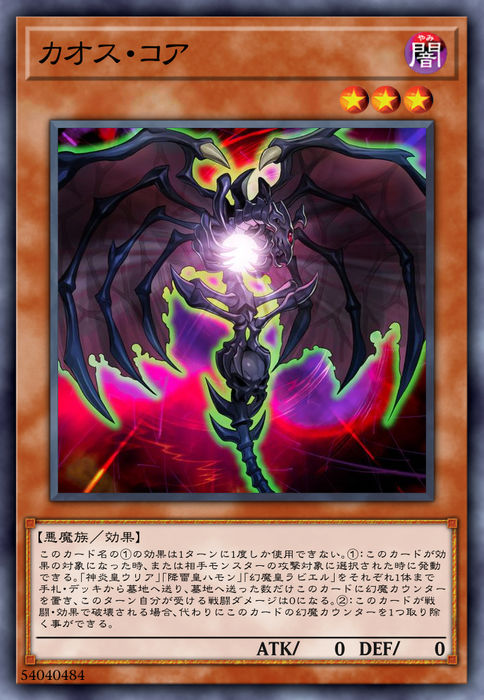 カオス・コア
やみ
闇
【悪魔族／効果】
このカード名の①の効果は1ターンに1度しか使用できない。①：このカードが効
果の対象になった時、または相手モンスターの攻撃対象に選択された時に発動
できる。「神炎皇ウリア」「降雷皇ハモン」「幻魔皇ラビエル」をそれぞれ1体まで
手札・デッキから墓地へ送り、墓地へ送った数だけこのカードに幻魔カウンター
を置き、このターン自分が受ける戦闘ダメージは0になる。②：このカードが戦
闘・効果で破壊される場合、代わりにこのカードの幻魔カウンターを1つ取り除
く事ができる。
ATK/ 0 DEF/ 0
54040484